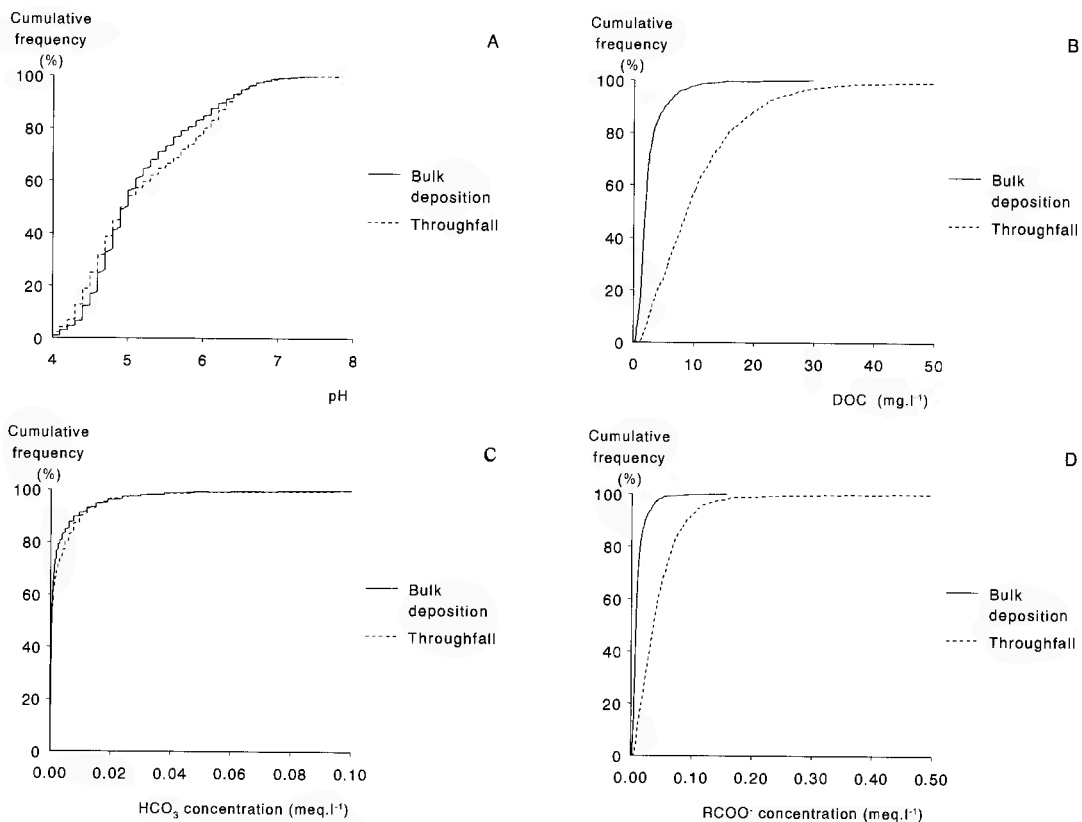 Cumulative
frequency
(%)
A
100
80
60
40
20
0
4 5 6 7 8
pH
Bulk
deposition
Throughfall
Cumulative
frequency
(%)
B
100
80
60
40
20
0
0 10 20 30 40 50
DOC (mg.l⁻¹)
Bulk
deposition
Throughfall
Cumulative
frequency
(%)
C
100
80
60
40
20
0
0.00 0.02 0.04 0.06 0.08 0.10
HCO₃ concentration (meq.l⁻¹)
Bulk
deposition
Throughfall
Cumulative
frequency
(%)
D
100
80
60
40
20
0
0.00 0.10 0.20 0.30 0.40 0.50
RCOO⁻ concentration (meq.l⁻¹)
Bulk
deposition
Throughfall